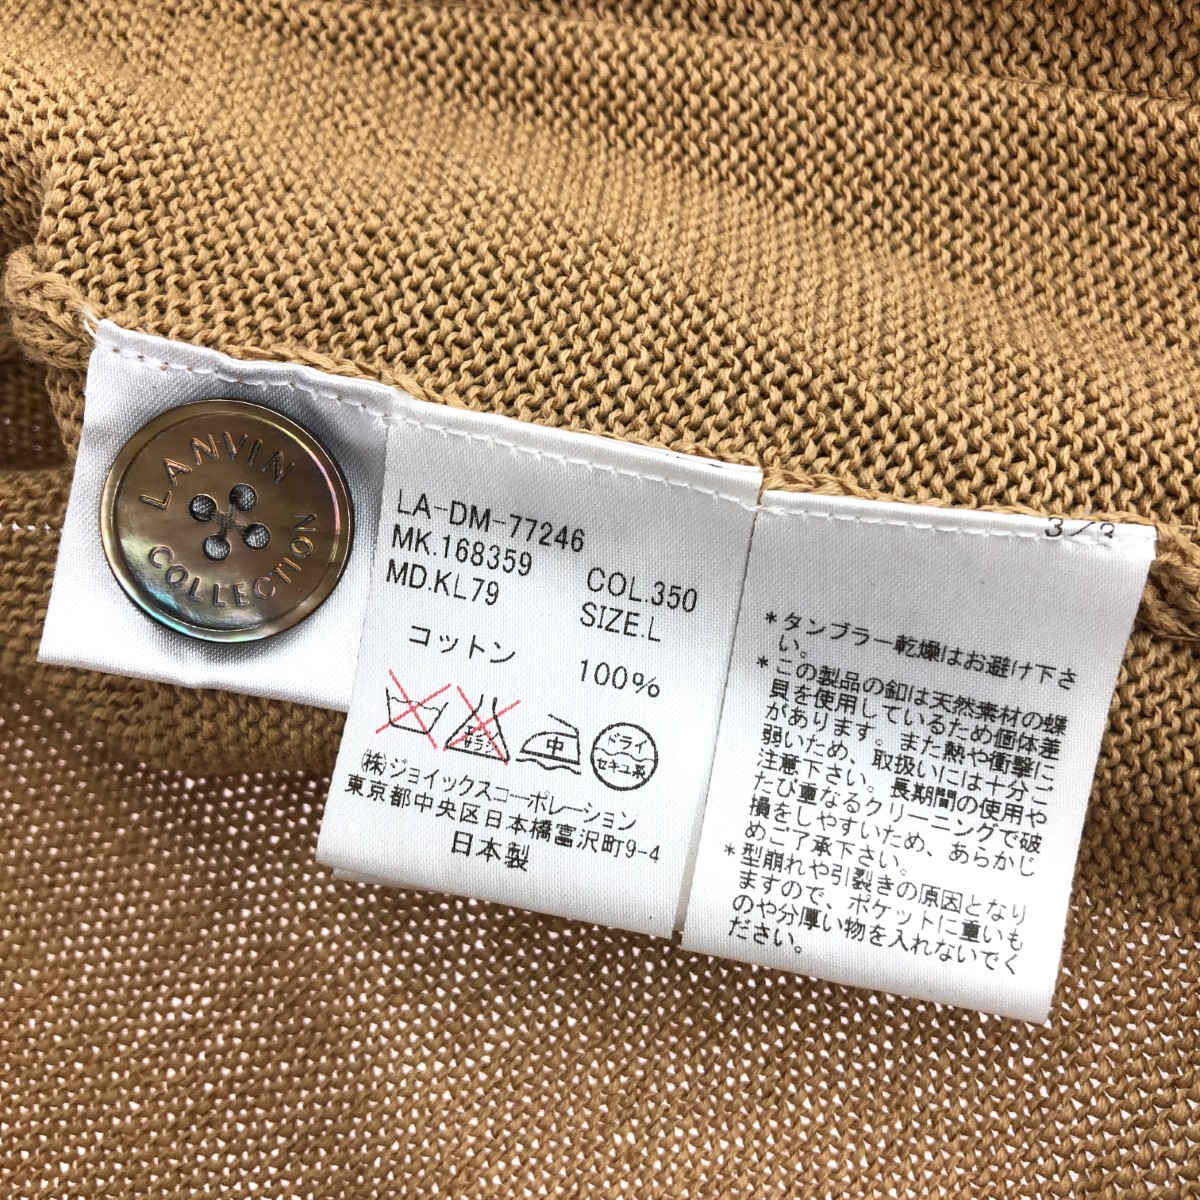 LANVIN
COLLECTION
LA-DM-77246
MK.168359
MD.KL79
COL.350
SIZE.L
コットン 100%
エンソ
サラシ
中
ドライ
セキユ系
(株)ジョイックスコーポレーション
東京都中央区日本橋富沢町9-4
日本製
3/3
*タンブラー乾燥はお避け下さ
い。
*この製品の釦は天然素材の蝶
貝を使用しているため個体差
があります。また熱や衝撃に
弱いため、取扱いには十分ご
注意下さい。長期間の使用や
たび重なるクリーニングで破
損をしやすいため、あらかじ
めご了承下さい。
*型崩れや引裂きの原因となり
ますので、ポケットに重いも
のや分厚い物を入れないでく
ださい。